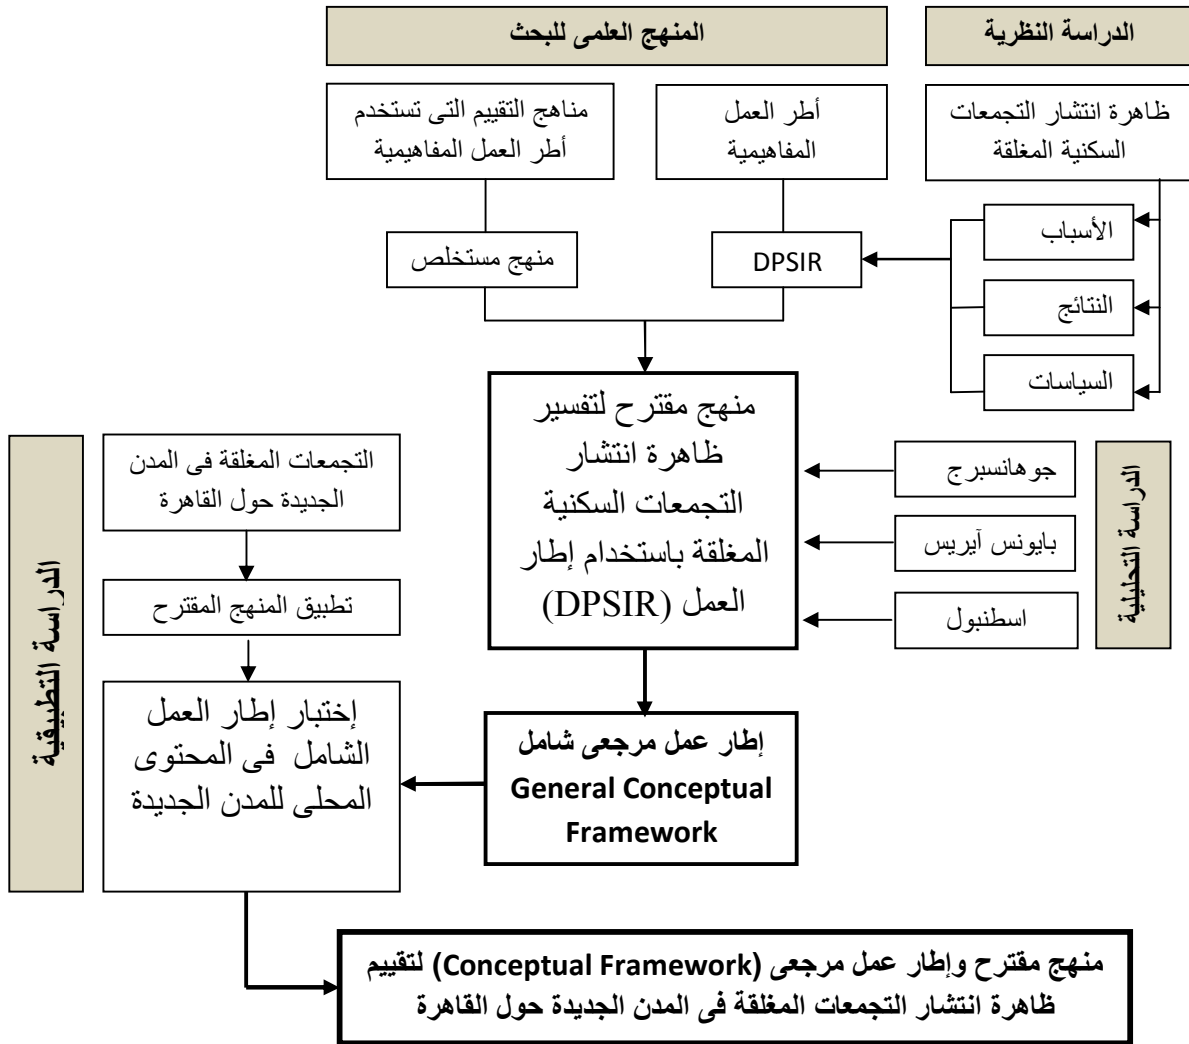 الدراسة النظرية
المنهج العلمى للبحث
ظاهرة انتشار التجمعات
السكنية المغلقة
أطر العمل
المفاهيمية
مناهج التقييم التى تستخدم
أطر العمل المفاهيمية
الأسباب
النتائج
السياسات
DPSIR
منهج مستخلص
منهج مقترح لتفسير
ظاهرة انتشار
التجمعات السكنية
المغلقة باستخدام إطار
العمل (DPSIR)
الدراسة التحليلية
جوهانسبرج
بايونس آيريس
اسطنبول
إطار عمل مرجعى شامل
General Conceptual
Framework
الدراسة التطبيقية
التجمعات المغلقة فى المدن
الجديدة حول القاهرة
تطبيق المنهج المقترح
إختبار إطار العمل
الشامل فى المحتوى
المحلى للمدن الجديدة
منهج مقترح وإطار عمل مرجعى (Conceptual Framework) لتقييم
ظاهرة انتشار التجمعات المغلقة فى المدن الجديدة حول القاهرة